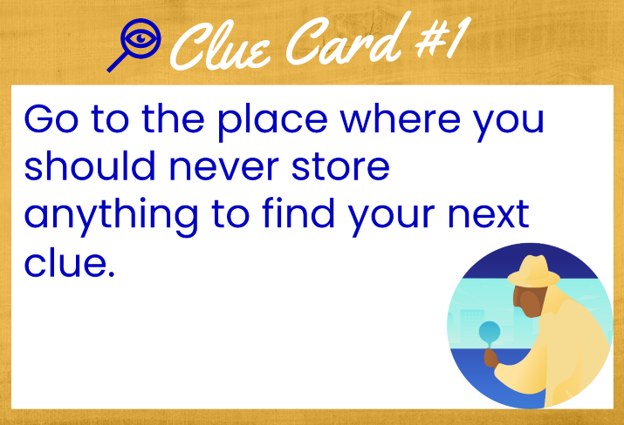 Clue Card #1
Go to the place where you
should never store
anything to find your next
clue.